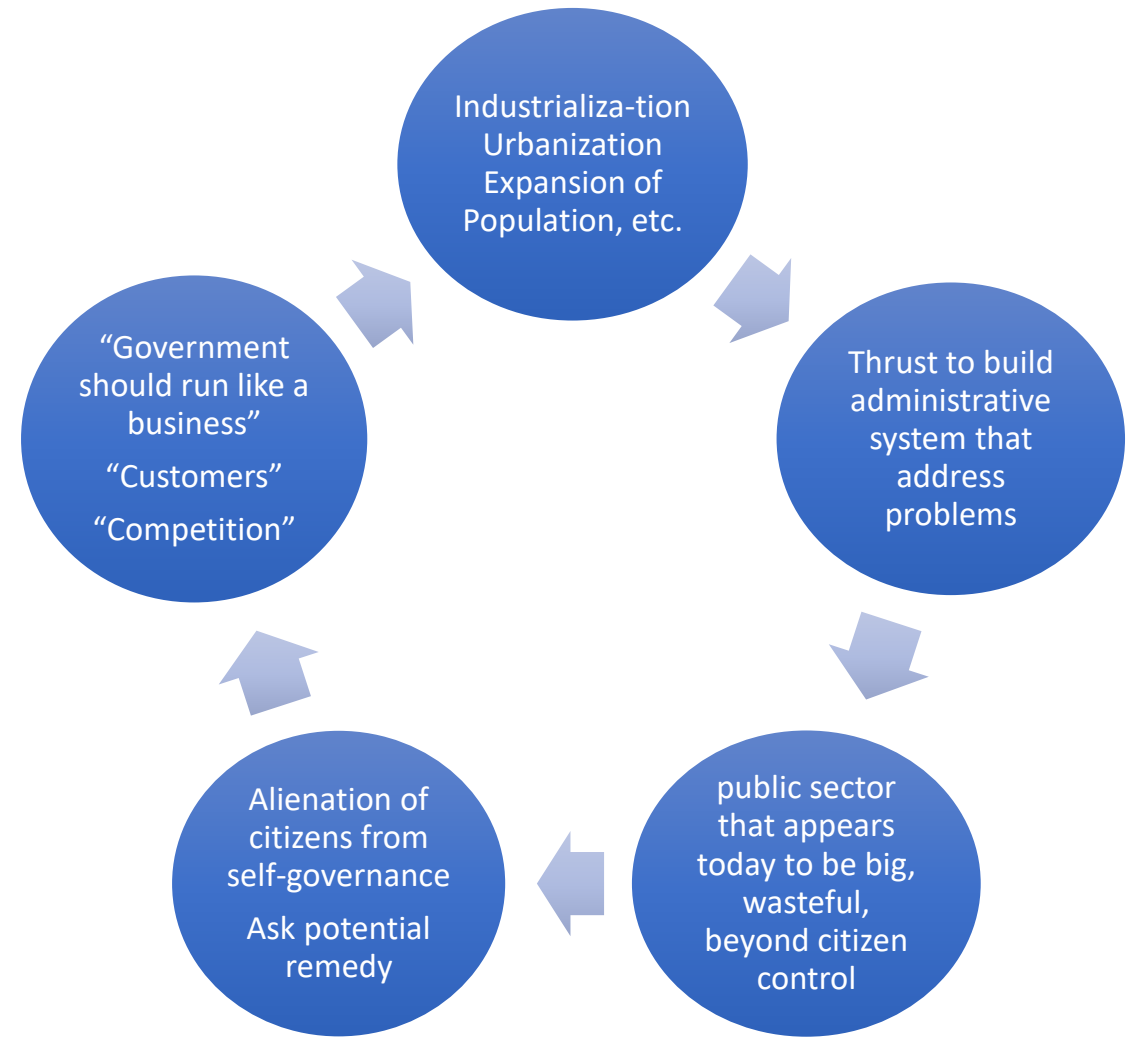 Industrializa-tion
Urbanization
Expansion of
Population, etc.
Thrust to build
administrative
system that
address
problems
public sector
that appears
today to be big,
wasteful,
beyond citizen
control
Alienation of
citizens from
self-governance
Ask potential
remedy
“Government
should run like a
business”
“Customers”
“Competition”